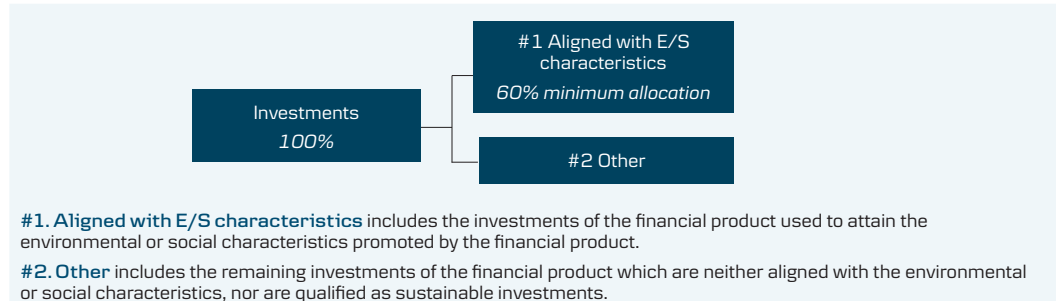 #1 Aligned with E/S
characteristics
60% minimum allocation
Investments
100%
#2 Other
#1. Aligned with E/S characteristics includes the investments of the financial product used to attain the
environmental or social characteristics promoted by the financial product.
#2. Other includes the remaining investments of the financial product which are neither aligned with the environmental
or social characteristics, nor are qualified as sustainable investments.